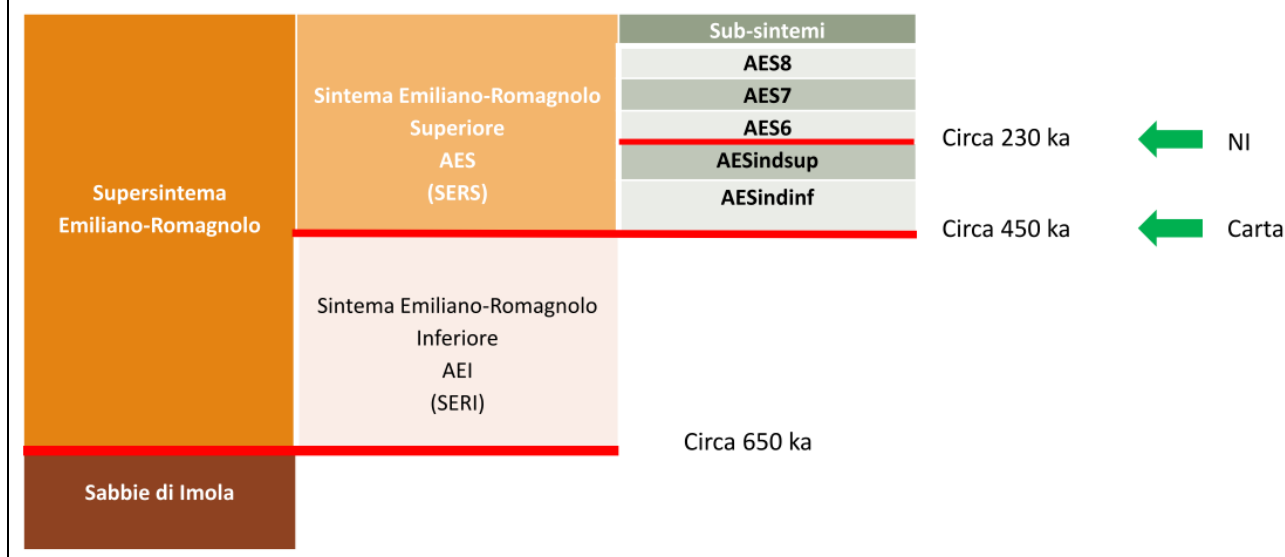 Supersintema
Emiliano-Romagnolo
Sabbie di Imola
Sintema Emiliano-Romagnolo
Superiore
AES
(SERS)
Sintema Emiliano-Romagnolo
Inferiore
AEI
(SERI)
Sub-sintemi
AES8
AES7
AES6
AESindsup
AESindinf
Circa 230 ka
NI
Circa 450 ka
Carta
Circa 650 ka